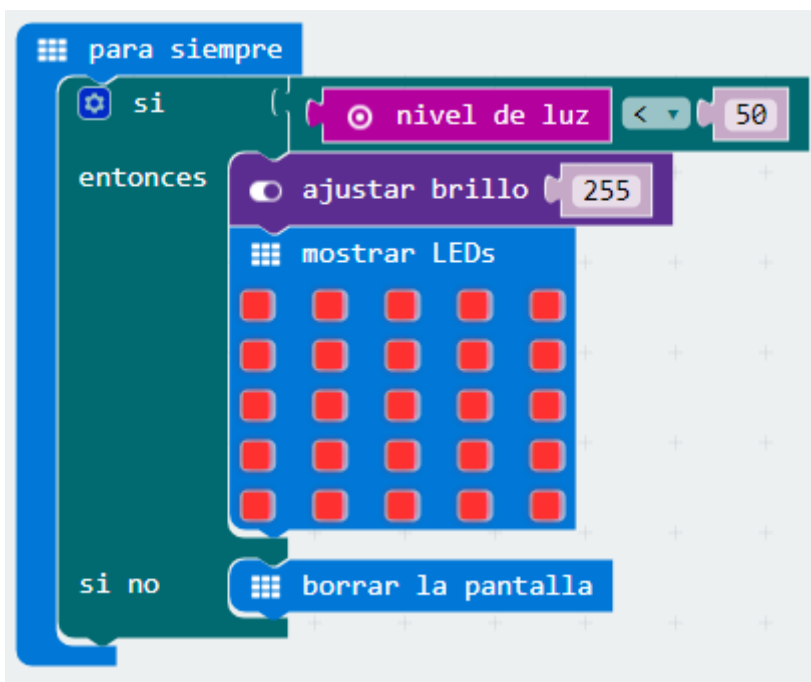 para siempre
si nivel de luz < 50
entonces ajustar brillo 255
mostrar LEDs
si no borrar la pantalla